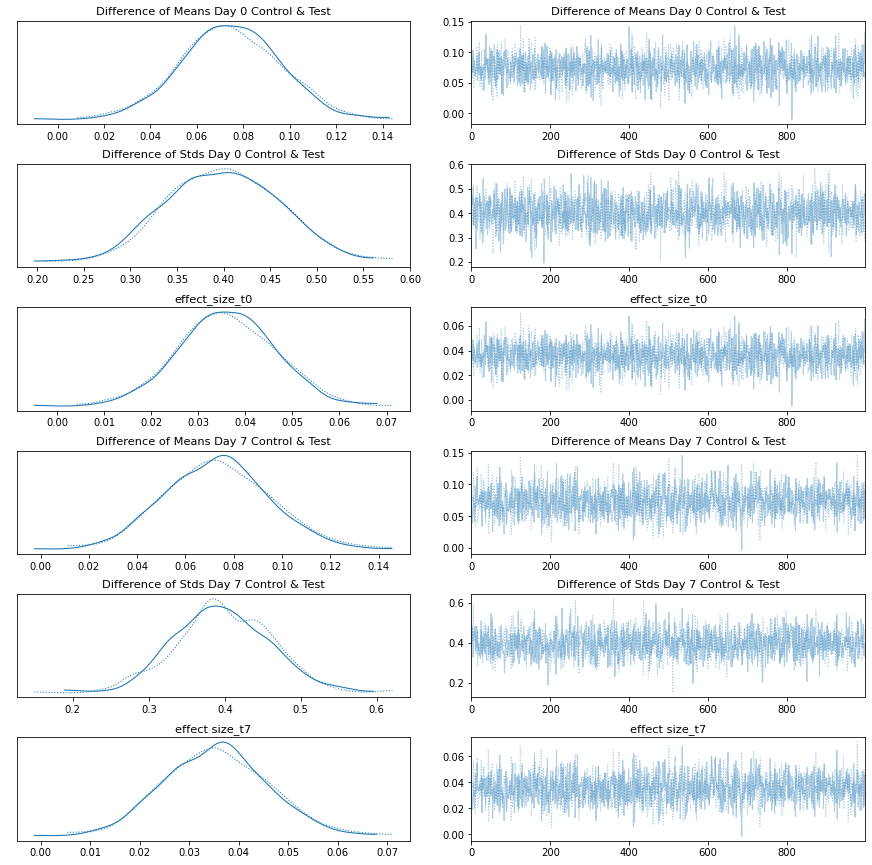 Difference of Means Day 0 Control & Test
0.00 0.02 0.04 0.06 0.08 0.10 0.12 0.14
Difference of Means Day 0 Control & Test
0.15
0.10
0.05
0.00
0 200 400 600 800
Difference of Stds Day 0 Control & Test
0.20 0.25 0.30 0.35 0.40 0.45 0.50 0.55 0.60
Difference of Stds Day 0 Control & Test
0.6
0.5
0.4
0.3
0.2
0 200 400 600 800
effect_size_t0
0.00 0.01 0.02 0.03 0.04 0.05 0.06 0.07
effect_size_t0
0.06
0.04
0.02
0.00
0 200 400 600 800
Difference of Means Day 7 Control & Test
0.00 0.02 0.04 0.06 0.08 0.10 0.12 0.14
Difference of Means Day 7 Control & Test
0.15
0.10
0.05
0.00
0 200 400 600 800
Difference of Stds Day 7 Control & Test
0.2 0.3 0.4 0.5 0.6
Difference of Stds Day 7 Control & Test
0.6
0.4
0.2
0 200 400 600 800
effect size_t7
0.00 0.01 0.02 0.03 0.04 0.05 0.06 0.07
effect size_t7
0.06
0.04
0.02
0.00
0 200 400 600 800